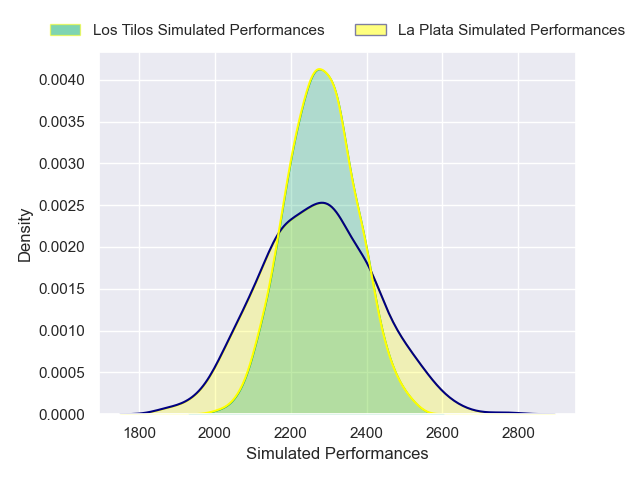 Los Tilos Simulated Performances La Plata Simulated Performances
0.0040
0.0035
0.0030
0.0025
0.0020
0.0015
0.0010
0.0005
0.0000
Density
1800 2000 2200 2400 2600 2800
Simulated Performances